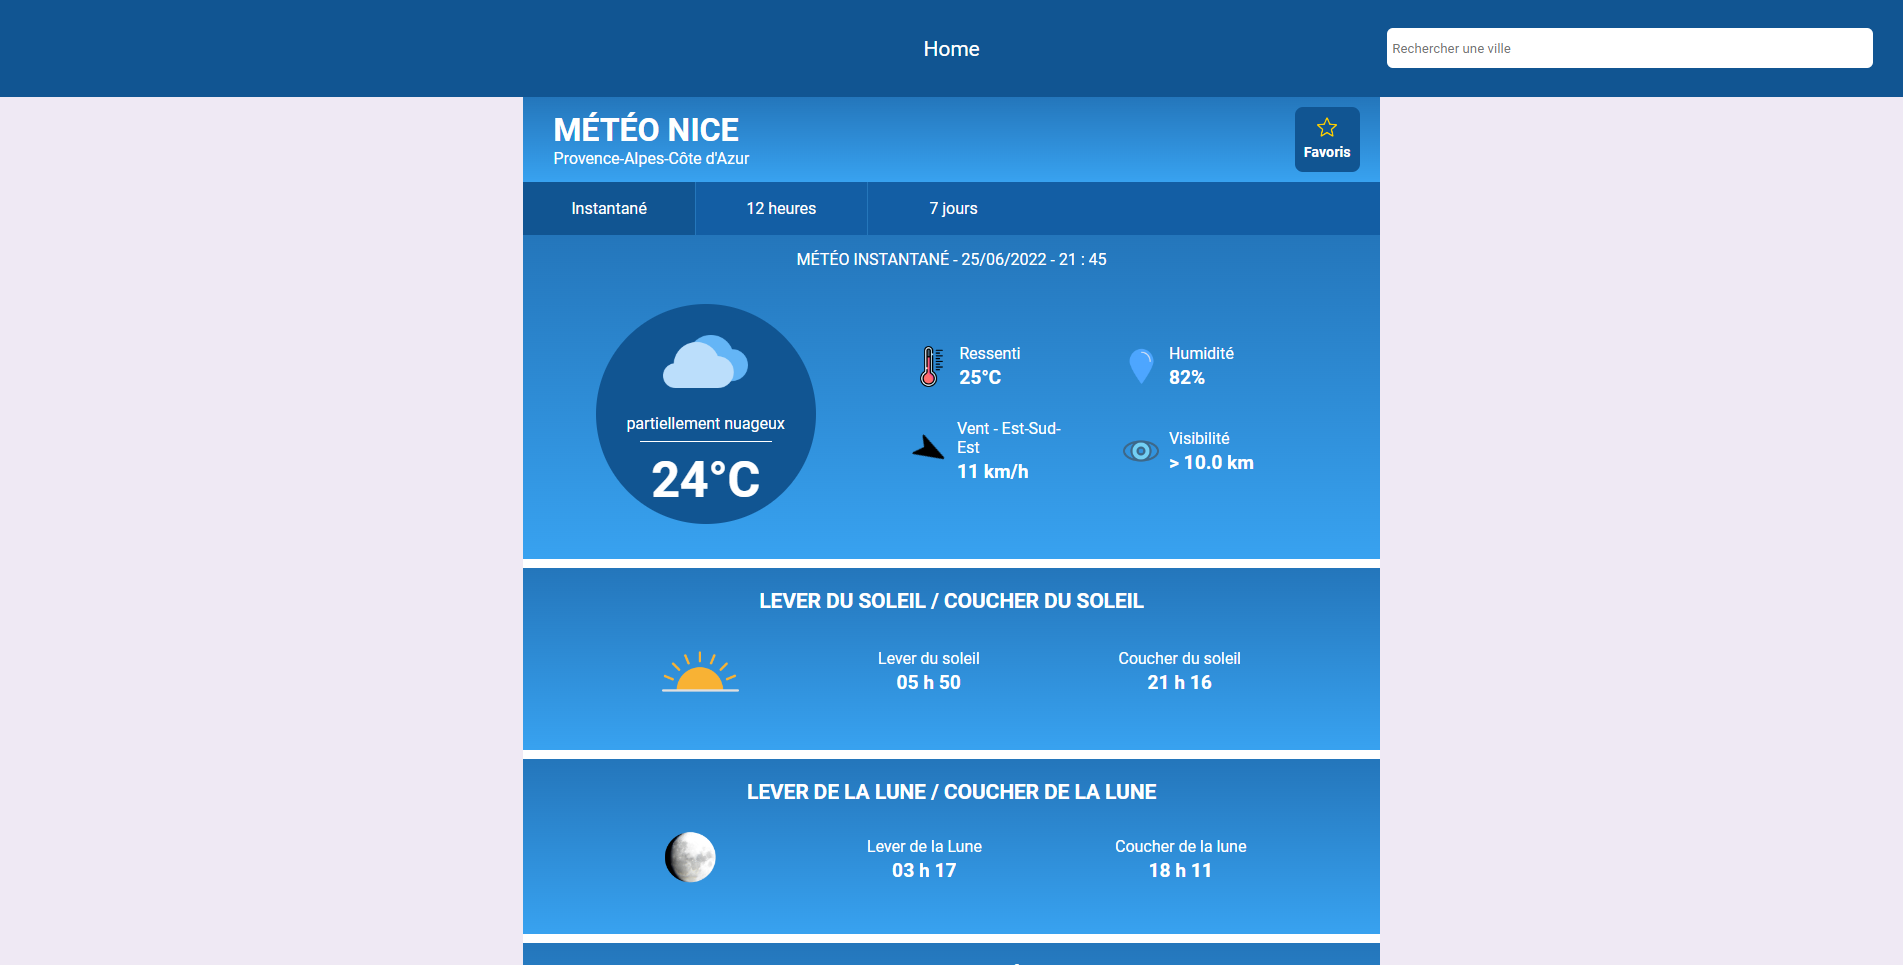 Home
Rechercher une ville
MÉTÉO NICE
Provence-Alpes-Côte d'Azur
Favoris
Instantané
12 heures
7 jours
MÉTÉO INSTANTANÉ - 25/06/2022 - 21 : 45
partiellement nuageux
24°C
Ressenti
25°C
Humidité
82%
Vent - Est-Sud-
Est
11 km/h
Visibilité
> 10.0 km
LEVER DU SOLEIL / COUCHER DU SOLEIL
Lever du soleil
05 h 50
Coucher du soleil
21 h 16
LEVER DE LA LUNE / COUCHER DE LA LUNE
Lever de la Lune
03 h 17
Coucher de la lune
18 h 11